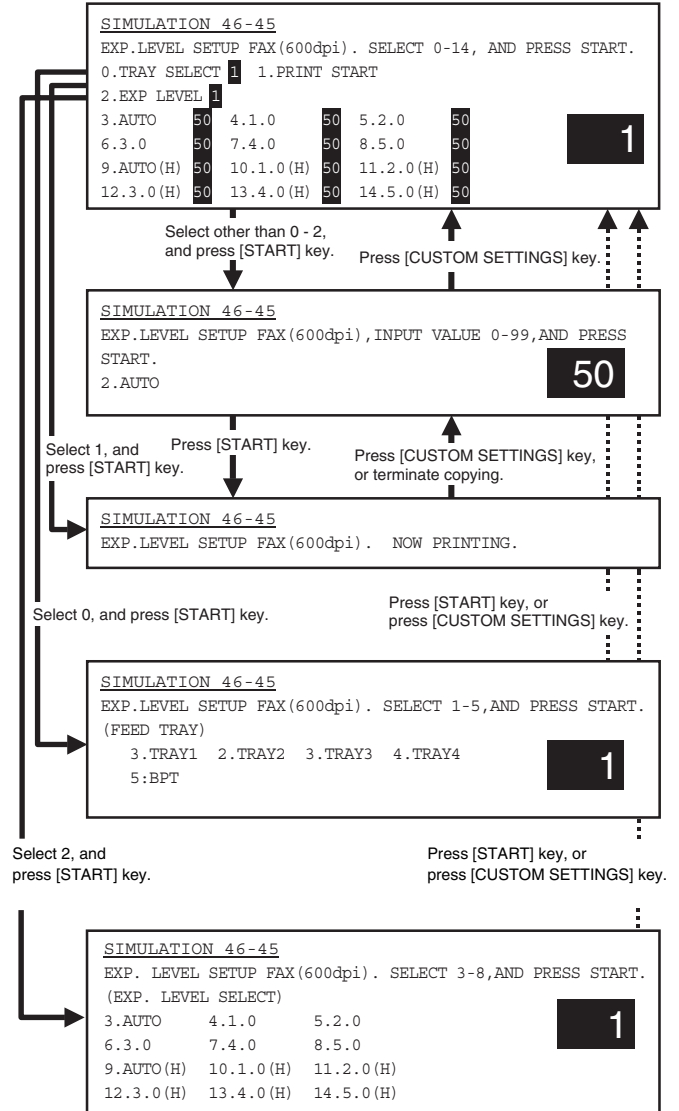 SIMULATION 46-45
EXP.LEVEL SETUP FAX(600dpi). SELECT 0-14, AND PRESS START.
0.TRAY SELECT 1 1.PRINT START
2.EXP LEVEL 1
3.AUTO 50 4.1.0 50 5.2.0 50
6.3.0 50 7.4.0 50 8.5.0 50
1
9.AUTO(H) 50 10.1.0(H) 50 11.2.0(H) 50
12.3.0(H) 50 13.4.0(H) 50 14.5.0(H) 50
Select other than 0 - 2,
and press [START] key.
Press [CUSTOM SETTINGS] key.
SIMULATION 46-45
EXP.LEVEL SETUP FAX(600dpi),INPUT VALUE 0-99,AND PRESS
START.
2.AUTO
50
Select 1, and
press [START] key.
Press [START] key.
Press [CUSTOM SETTINGS] key,
or terminate copying.
SIMULATION 46-45
EXP.LEVEL SETUP FAX(600dpi). NOW PRINTING.
Select 0, and press [START] key.
Press [START] key, or
press [CUSTOM SETTINGS] key.
SIMULATION 46-45
EXP.LEVEL SETUP FAX(600dpi). SELECT 1-5,AND PRESS START.
(FEED TRAY)
3.TRAY1 2.TRAY2 3.TRAY3 4.TRAY4
5:BPT
1
Select 2, and
press [START] key.
Press [START] key, or
press [CUSTOM SETTINGS] key.
SIMULATION 46-45
EXP. LEVEL SETUP FAX(600dpi). SELECT 3-8,AND PRESS START.
(EXP. LEVEL SELECT)
3.AUTO 4.1.0 5.2.0
6.3.0 7.4.0 8.5.0
1
9.AUTO(H) 10.1.0(H) 11.2.0(H)
12.3.0(H) 13.4.0(H) 14.5.0(H)